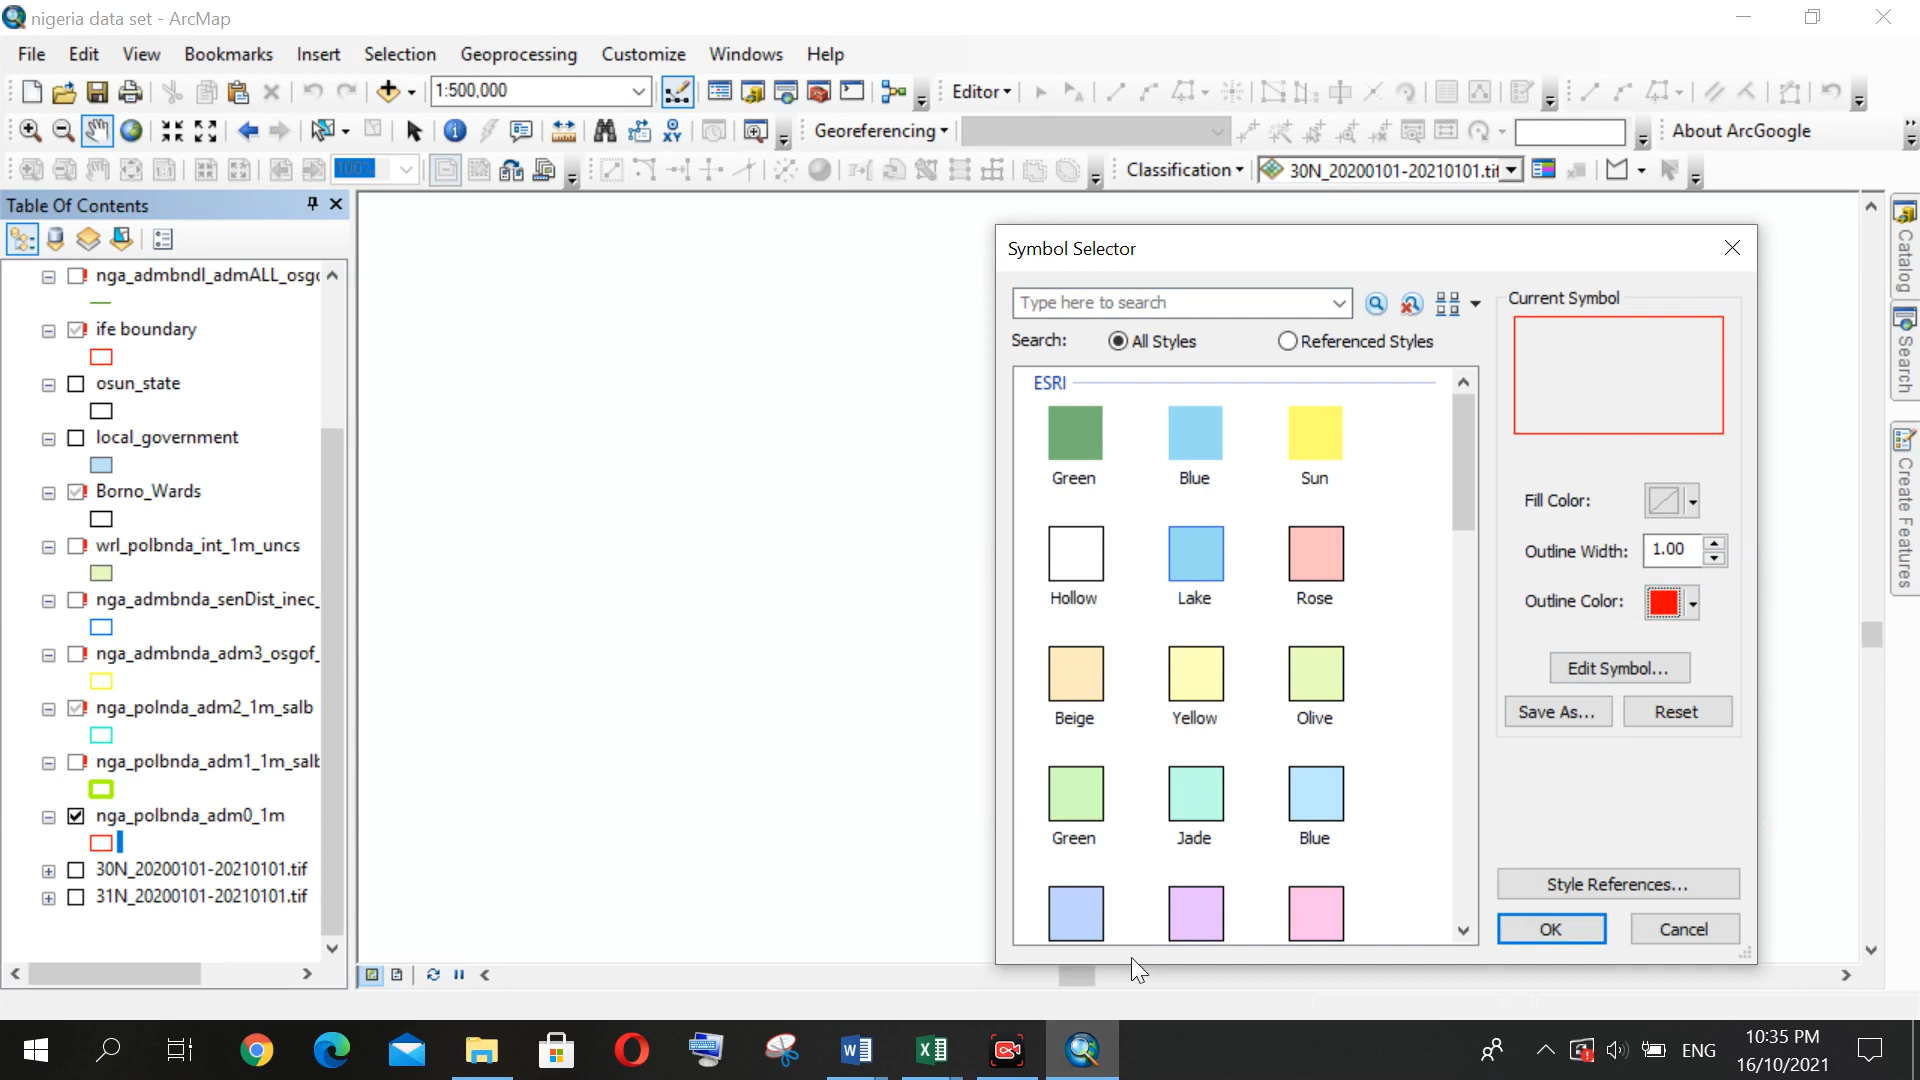 nigeria data set - ArcMap
File Edit View Bookmarks Insert Selection Geoprocessing Customize Windows Help
1:500,000 Editor
Georeferencing About ArcGoogle
100% Classification 30N_20200101-20210101.tif
Table Of Contents
nga_admbndl_admALL_osg
ife boundary
osun_state
local_government
Borno_Wards
wrl_polbnda_int_1m_uncs
nga_admbnda_senDist_inec_
nga_admbnda_adm3_osgof_
nga_polnda_adm2_1m_salb
nga_polbnda_adm1_1m_salb
nga_polbnda_adm0_1m
30N_20200101-20210101.tif
31N_20200101-20210101.tif
Symbol Selector
Type here to search
Search: All Styles Referenced Styles
ESRI
Green Blue Sun
Hollow Lake Rose
Beige Yellow Olive
Green Jade Blue
Current Symbol
Fill Color:
Outline Width: 1.00
Outline Color:
Edit Symbol...
Save As... Reset
Style References...
OK Cancel
Catalog
Search
Create Features
ENG
10:35 PM
16/10/2021